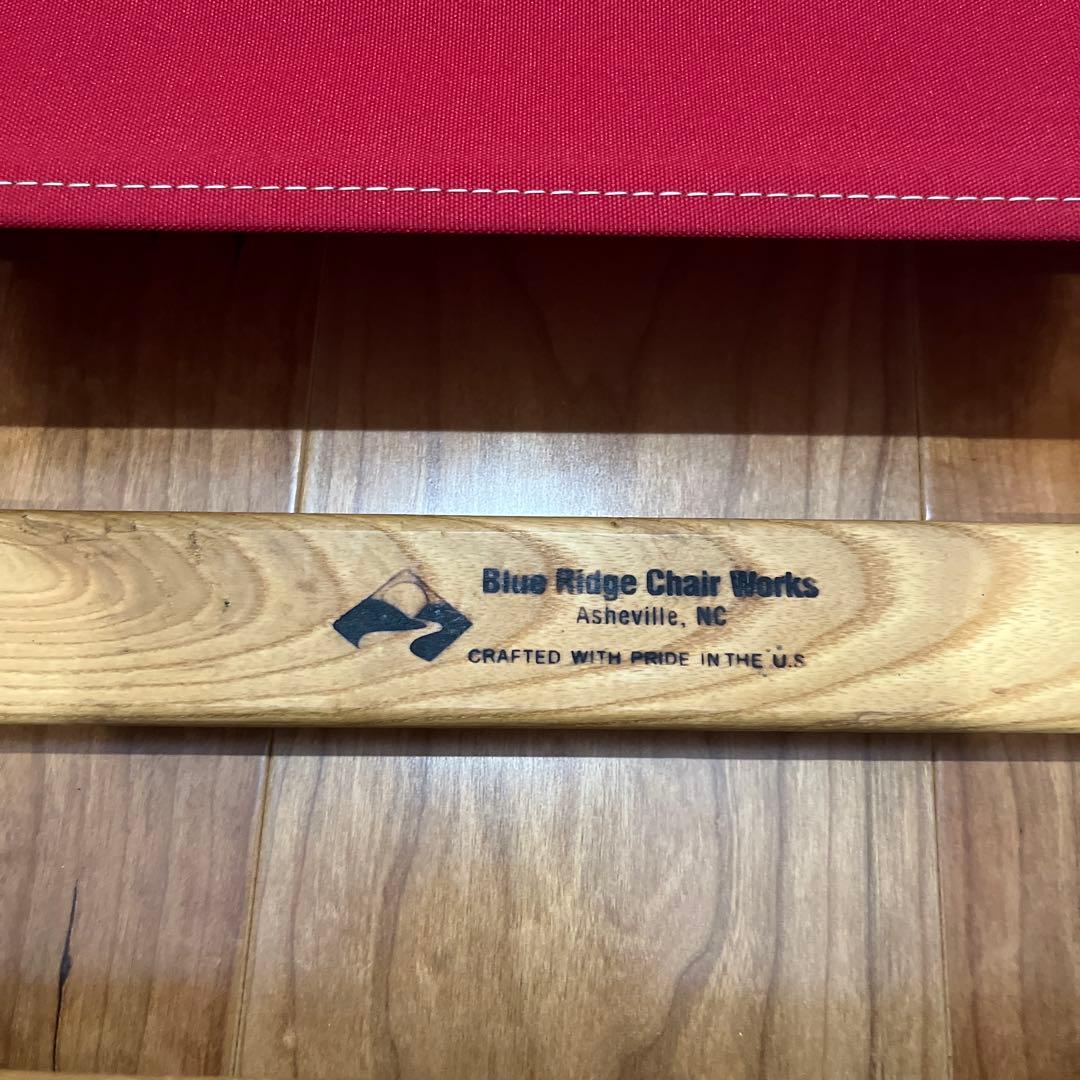 Blue Ridge Chair Works
Asheville, NC
CRAFTED WITH PRIDE IN THE U.S